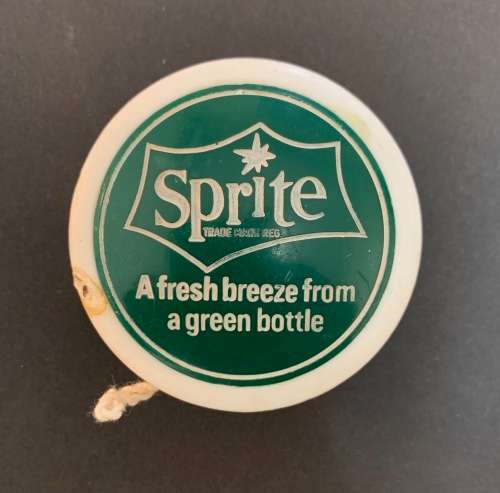 Sprite
TRADE MARK REG
A fresh breeze from
a green bottle